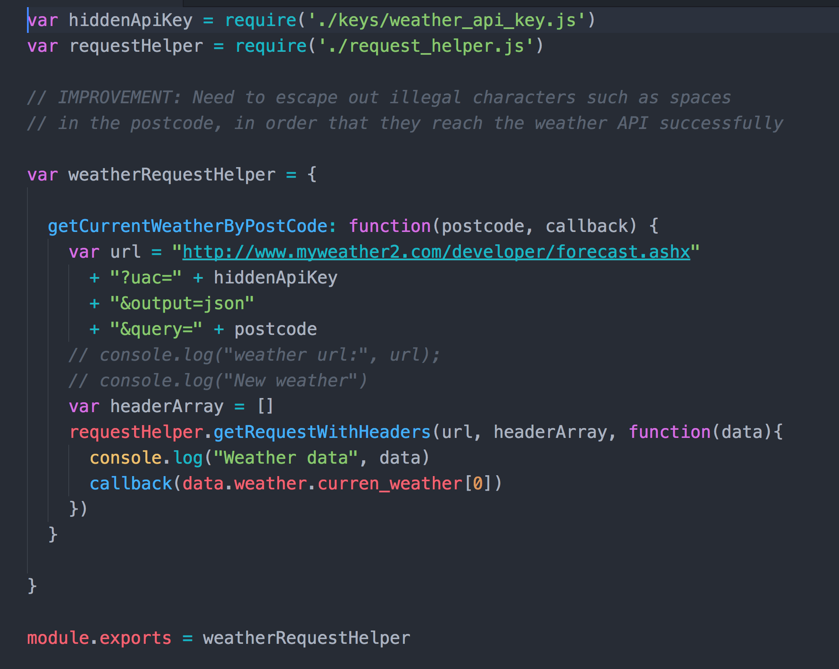 var hiddenApiKey = require('./keys/weather_api_key.js')
var requestHelper = require('./request_helper.js')
// IMPROVEMENT: Need to escape out illegal characters such as spaces
// in the postcode, in order that they reach the weather API successfully
var weatherRequestHelper = {
getCurrentWeatherByPostCode: function(postcode, callback) {
var url = "http://www.myweather2.com/developer/forecast.ashx"
+ "?uac=" + hiddenApiKey
+ "&output=json"
+ "&query=" + postcode
// console.log("weather url:", url);
// console.log("New weather")
var headerArray = []
requestHelper.getRequestWithHeaders(url, headerArray, function(data){
console.log("Weather data", data)
callback(data.weather.curren_weather[0])
})
}
}
module.exports = weatherRequestHelper